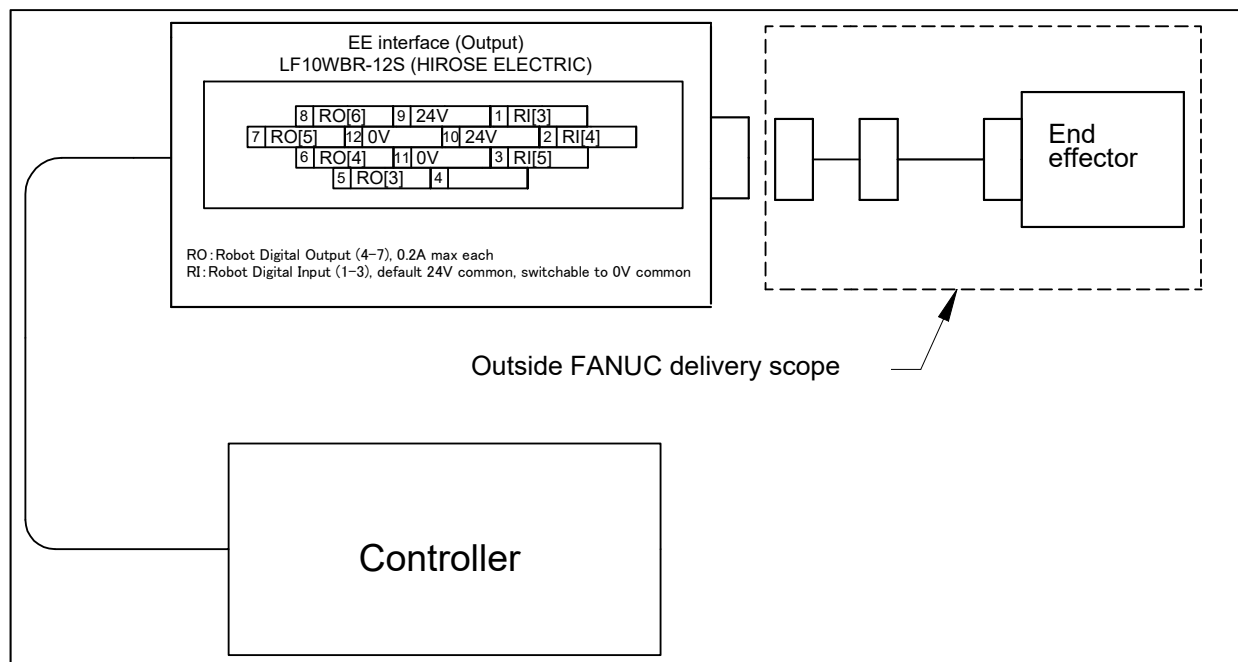 EE interface (Output)
LF10WBR-12S (HIROSE ELECTRIC)
8 RO[6] 9 24V 1 RI[3]
7 RO[5] 12 0V 10 24V 2 RI[4]
6 RO[4] 11 0V 3 RI[5]
5 RO[3] 4
RO:Robot Digital Output (4-7), 0.2A max each
RI:Robot Digital Input (1-3), default 24V common, switchable to 0V common
End
effector
Outside FANUC delivery scope
Controller